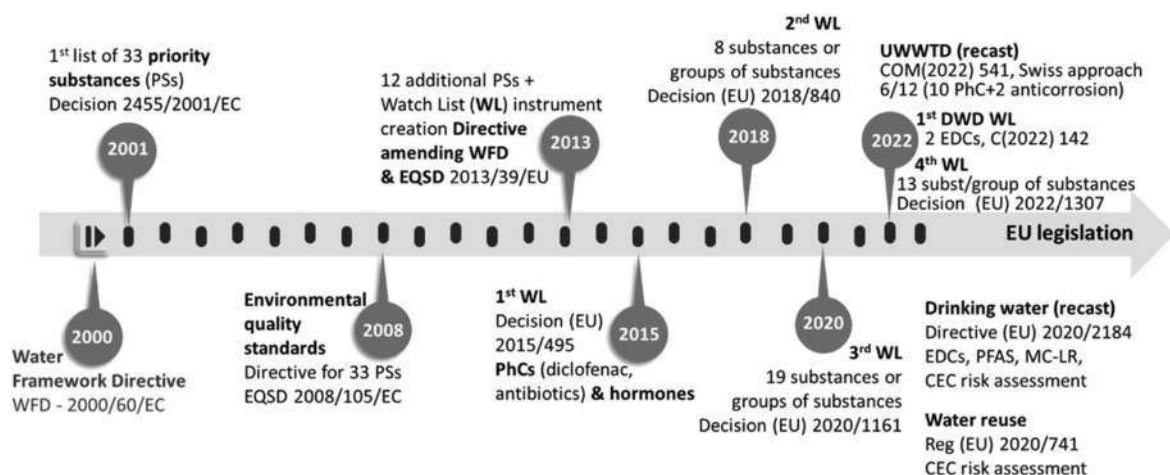 1st list of 33 priority
substances (PSs)
Decision 2455/2001/EC
2001
12 additional PSs +
Watch List (WL) instrument
creation Directive
amending WFD
& EQSD 2013/39/EU
2013
2nd WL
8 substances or
groups of substances
Decision (EU) 2018/840
2018
UWWTD (recast)
COM(2022) 541, Swiss approach
6/12 (10 PhC+2 anticorrosion)
1st DWD WL
2 EDCs, C(2022) 142
2022
4th WL
13 subst/group of substances
Decision (EU) 2022/1307
EU legislation
2000
Water
Framework Directive
WFD - 2000/60/EC
Environmental
quality
standards
Directive for 33 PSs
EQSD 2008/105/EC
2008
1st WL
Decision (EU)
2015/495
PhCs (diclofenac,
antibiotics) & hormones
2015
2020
3rd WL
19 substances or
groups of substances
Decision (EU) 2020/1161
Drinking water (recast)
Directive (EU) 2020/2184
EDCs, PFAS, MC-LR,
CEC risk assessment
Water reuse
Reg (EU) 2020/741
CEC risk assessment